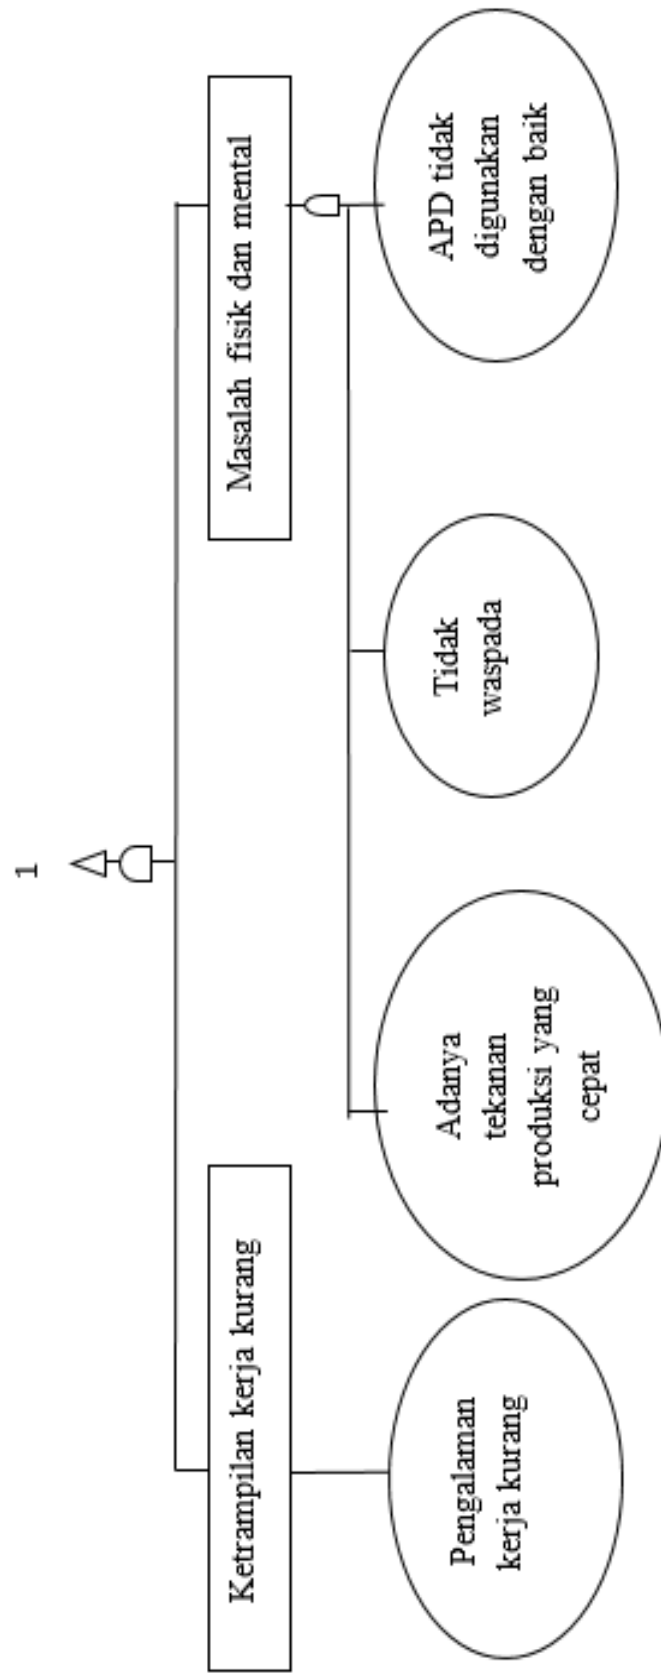 1
Ketrampilan kerja kurang
Masalah fisik dan mental
Pengalaman
kerja kurang
Adanya
tekanan
produksi yang
cepat
Tidak
waspada
APD tidak
digunakan
dengan baik